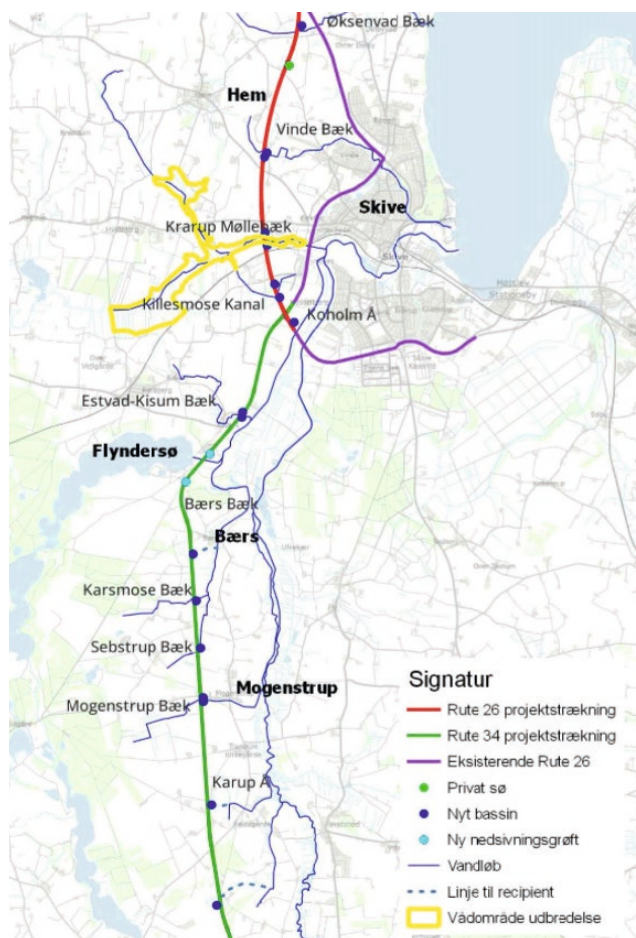 Øksenvad Bæk
Hem
Vinde Bæk
Skive
Krarup Møllebæk
Killesmose Kanal
Koholm Å
Estvad-Kisum Bæk
Flyndersø
Bærs Bæk
Bærs
Karsmose Bæk
Sebstrup Bæk
Mogenstrup
Mogenstrup Bæk
Karup Å
Signatur
Rute 26 projektstrækning
Rute 34 projektstrækning
Eksisterende Rute 26
Privat sø
Nyt bassin
Ny nedsivningsgrøft
Vandløb
Linje til recipient
Vådområde udbredelse